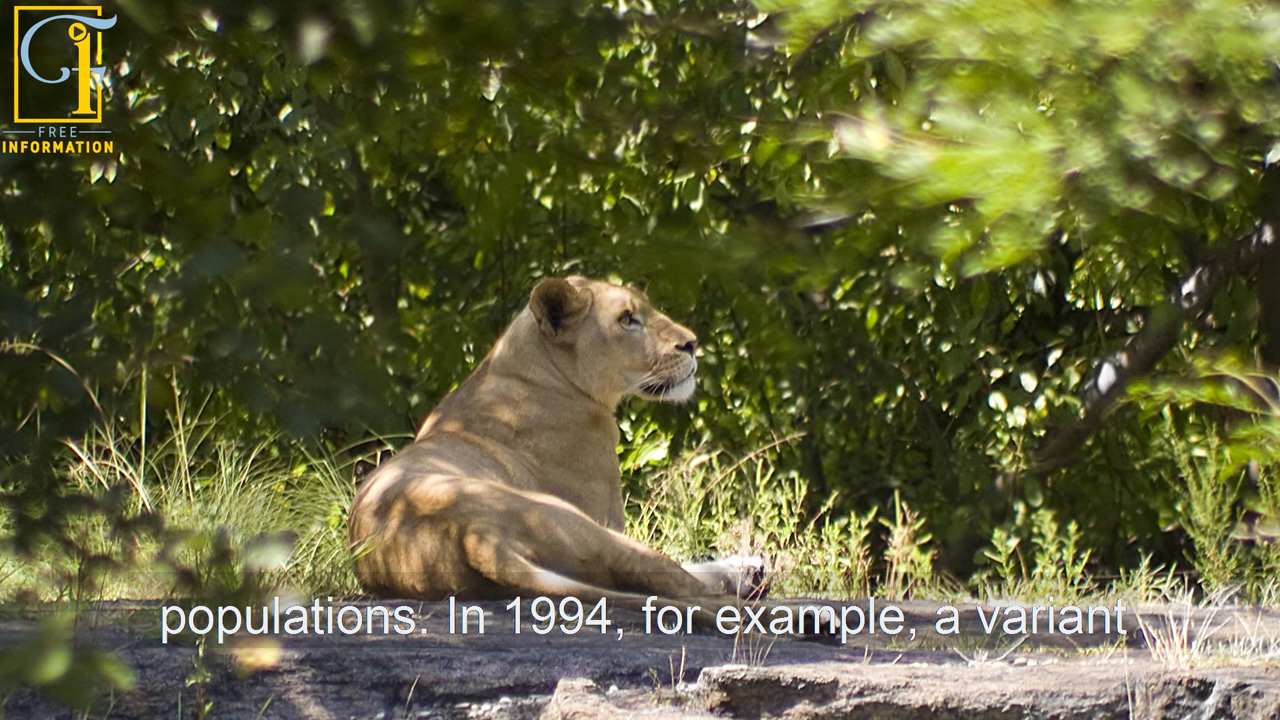 FREE
INFORMATION
populations. In 1994, for example, a variant